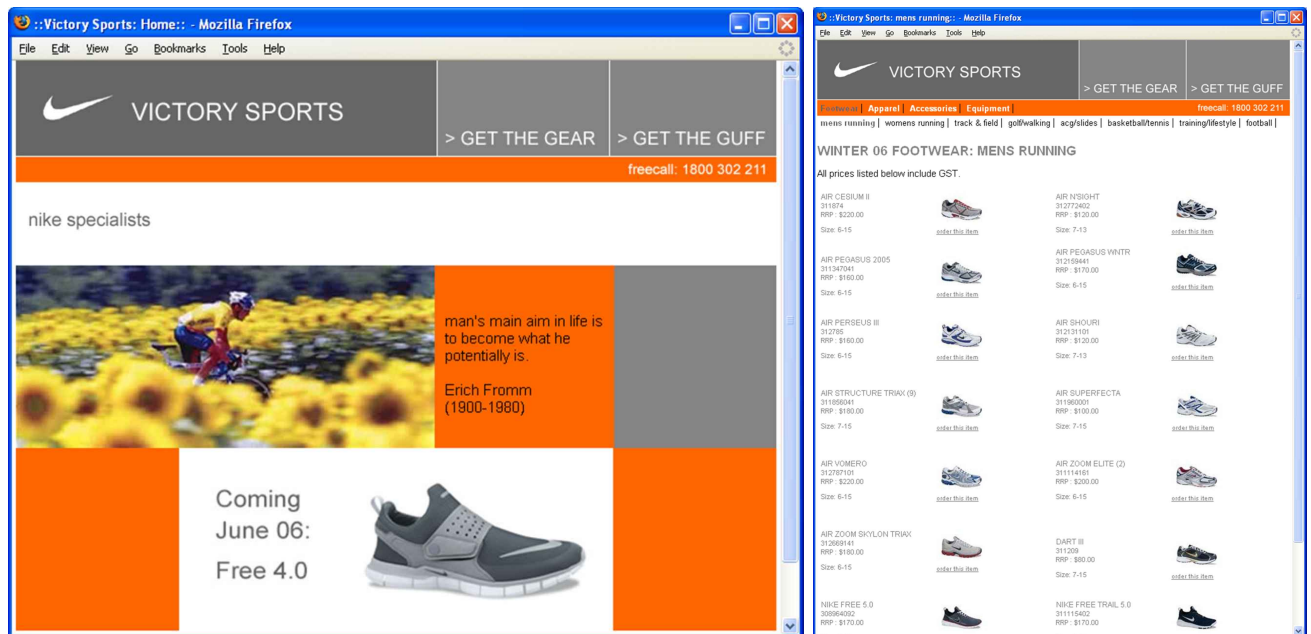 ::Victory Sports: Home:: - Mozilla Firefox
File Edit View Go Bookmarks Tools Help
VICTORY SPORTS
> GET THE GEAR > GET THE GUFF
freecall: 1800 302 211
nike specialists
man's main aim in life is
to become what he
potentially is.
Erich Fromm
(1900-1980)
Coming
June 06:
Free 4.0
::Victory Sports: mens running:: - Mozilla Firefox
File Edit View Go Bookmarks Tools Help
VICTORY SPORTS
> GET THE GEAR > GET THE GUFF
Footwear | Apparel | Accessories | Equipment | freecall: 1800 302 211
mens running | womens running | track & field | golf/walking | acg/slides | basketball/tennis | training/lifestyle | football |
WINTER 06 FOOTWEAR: MENS RUNNING
All prices listed below include GST.
AIR CESIUM II
311874
RRP : $220.00
Size: 6-15
order this item
AIR N'SIGHT
312772402
RRP : $120.00
Size: 7-13
order this item
AIR PEGASUS 2005
311347041
RRP : $160.00
Size: 6-15
order this item
AIR PEGASUS WNTR
312159441
RRP : $170.00
Size: 6-15
order this item
AIR PERSEUS III
312785
RRP : $160.00
Size: 6-15
order this item
AIR SHOURI
312131101
RRP : $120.00
Size: 7-13
order this item
AIR STRUCTURE TRIAX (9)
311856041
RRP : $180.00
Size: 7-15
order this item
AIR SUPERFECTA
311960001
RRP : $100.00
Size: 7-15
order this item
AIR VOMERO
312787101
RRP : $220.00
Size: 6-15
order this item
AIR ZOOM ELITE (2)
311114161
RRP : $200.00
Size: 6-15
order this item
AIR ZOOM SKYLON TRIAX
312669141
RRP : $180.00
Size: 6-15
order this item
DART III
311209
RRP : $80.00
Size: 7-15
order this item
NIKE FREE 5.0
308964092
RRP : $170.00
NIKE FREE TRAIL 5.0
311115402
RRP : $170.00